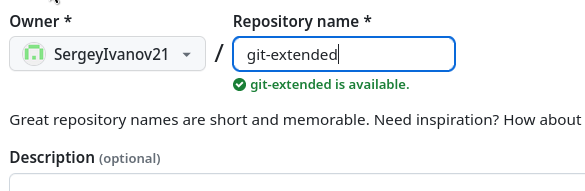 Owner * Repository name *
SergeyIvanov21 / git-extended
git-extended is available.
Great repository names are short and memorable. Need inspiration? How about
Description (optional)